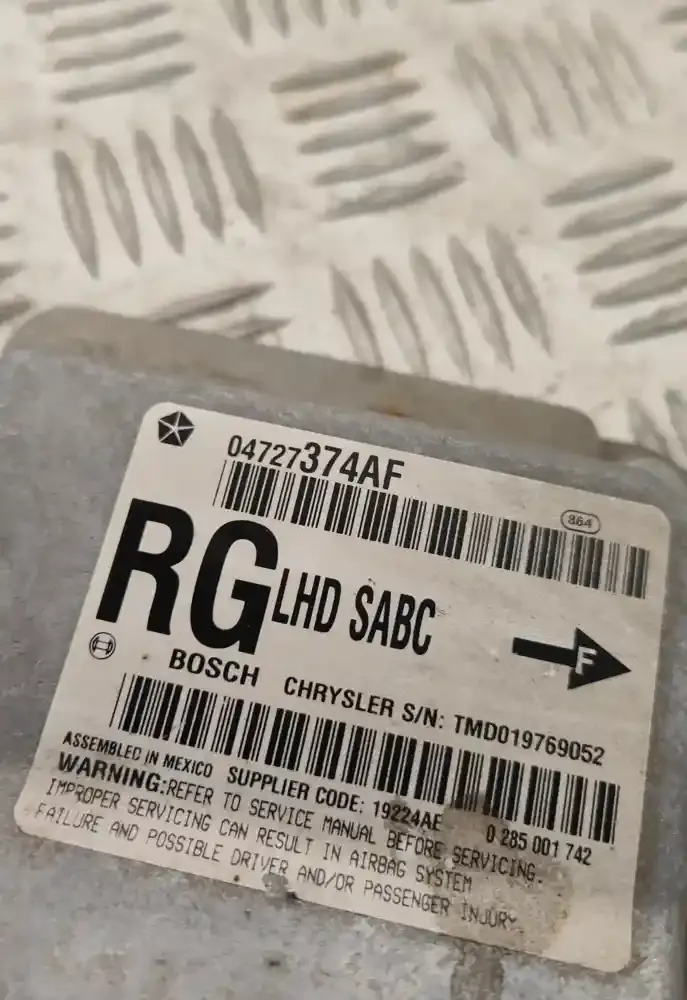 04727374AF
864
RG LHD SABC
F
BOSCH CHRYSLER S/N: TMD019769052
ASSEMBLED IN MEXICO SUPPLIER CODE: 19224AE 0 285 001 742
WARNING:REFER TO SERVICE MANUAL BEFORE SERVICING.
IMPROPER SERVICING CAN RESULT IN AIRBAG SYSTEM
FAILURE AND POSSIBLE DRIVER AND/OR PASSENGER INJURY